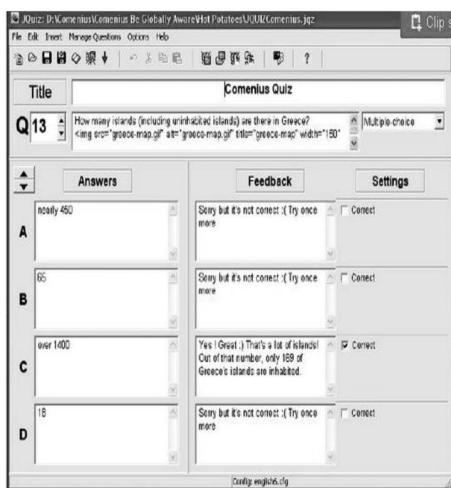 JQuiz: D:\Comenius\Comenius Be Globally Aware\Hot Potatoes\JQUIZComenius.jqz
Clip s
File Edit Insert Manage Questions Options Help
Title
Comenius Quiz
Q 13
How many islands (including uninhabited islands) are there in Greece?
<img src="greece-map.gif" alt="greece-map.gif" title="greece-map" width="150"
Multiple-choice
Answers Feedback Settings
A
nearly 450
Sorry but it's not correct :( Try once
more
Correct
B
65
Sorry but it's not correct :( Try once
more
Correct
C
over 1400
Yes ! Great :) That's a lot of islands!
Out of that number, only 169 of
Greece's islands are inhabited.
Correct
D
18
Sorry but it's not correct :( Try once
more
Correct
Config: english6.cfg